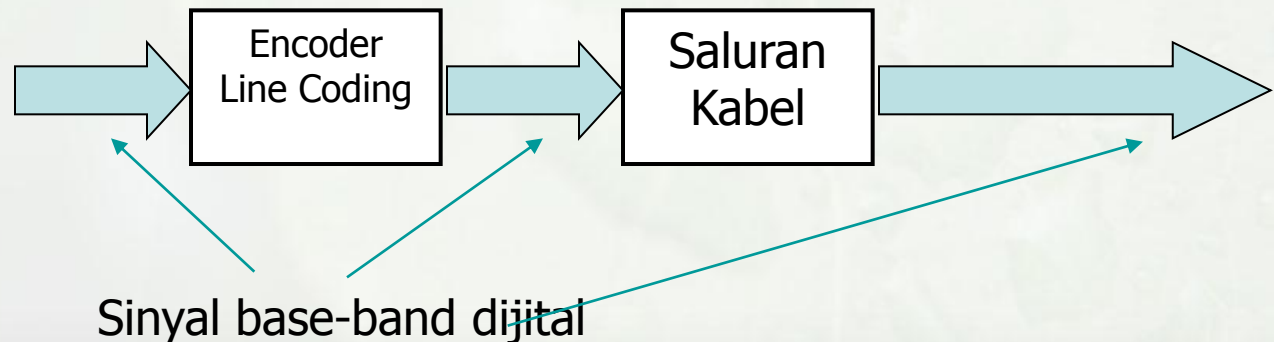 Encoder
Line Coding
Saluran
Kabel
Sinyal base-band dijital